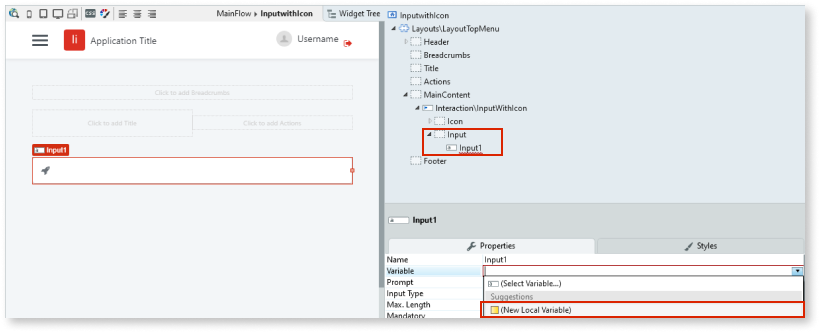 MainFlow ▸ InputwithIcon
Widget Tree
li
Application Title
Username
Click to add Breadcrumbs
Click to add Title
Click to add Actions
Input1
InputwithIcon
Layouts\LayoutTopMenu
Header
Breadcrumbs
Title
Actions
MainContent
Interaction\InputWithIcon
Icon
Input
Input1
Footer
Input1
Properties
Styles
Name
Input1
Variable
Prompt
(Select Variable...)
Input Type
Suggestions
Max. Length
(New Local Variable)
Mandatory